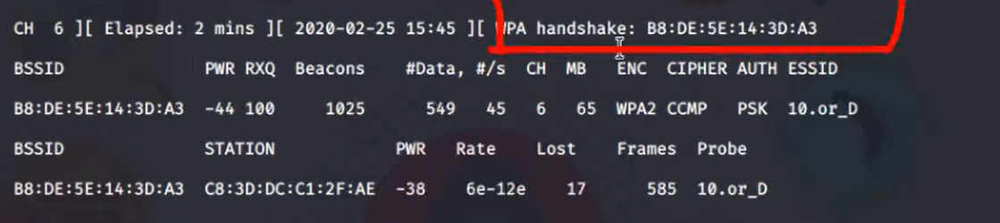 CH 6 ][ Elapsed: 2 mins ][ 2020-02-25 15:45 ][ WPA handshake: B8:DE:5E:14:3D:A3
BSSID PWR RXQ Beacons #Data, #/s CH MB ENC CIPHER AUTH ESSID
B8:DE:5E:14:3D:A3 -44 100 1025 549 45 6 65 WPA2 CCMP PSK 10.or_D
BSSID STATION PWR Rate Lost Frames Probe
B8:DE:5E:14:3D:A3 C8:3D:DC:C1:2F:AE -38 6e-12e 17 585 10.or_D